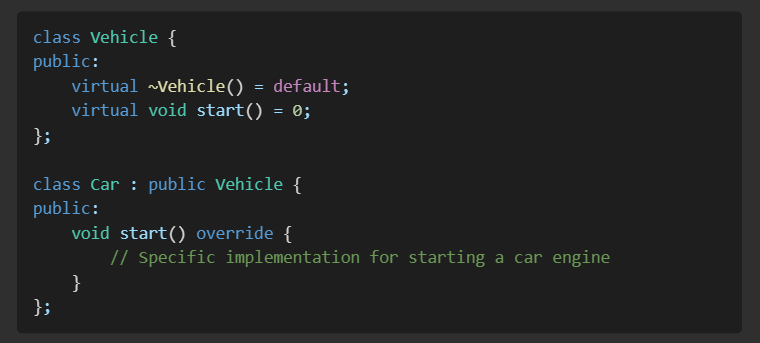 class Vehicle {
public:
    virtual ~Vehicle() = default;
    virtual void start() = 0;
};

class Car : public Vehicle {
public:
    void start() override {
        // Specific implementation for starting a car engine
    }
};